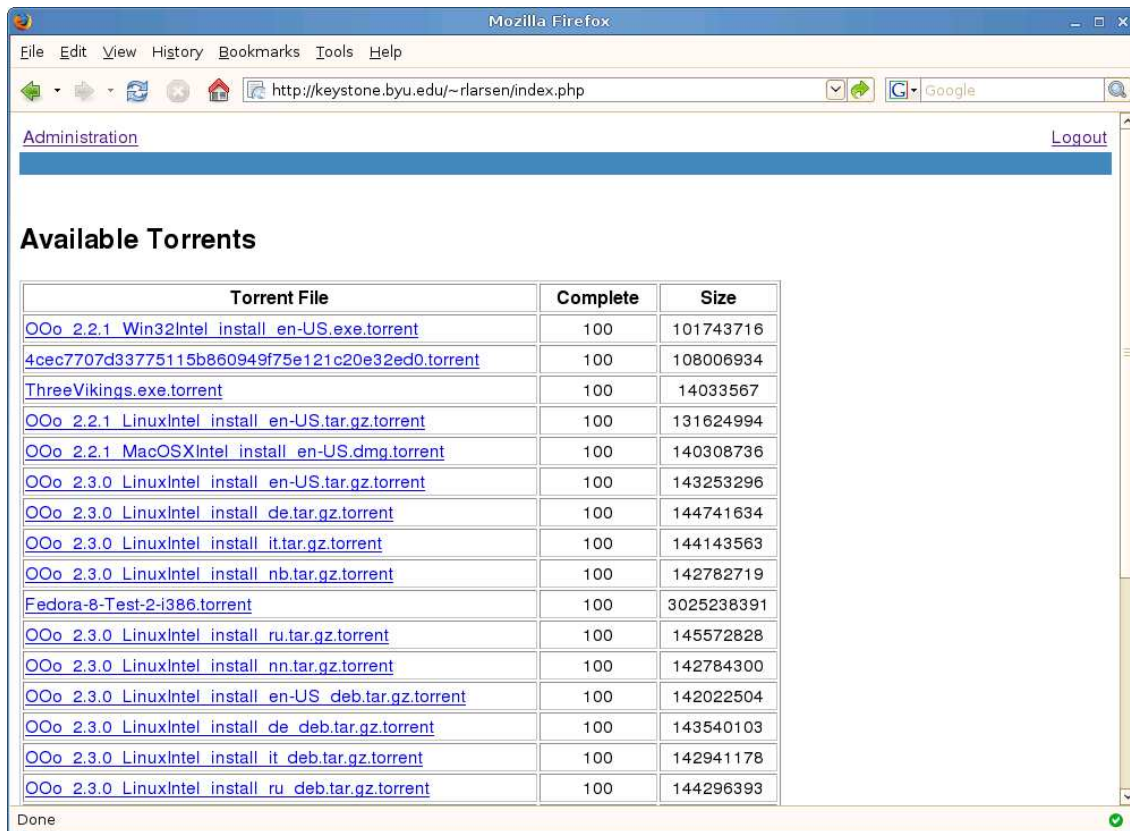 Mozilla Firefox
File Edit View History Bookmarks Tools Help
http://keystone.byu.edu/~rlarsen/index.php G Google
Administration Logout
Available Torrents
Torrent File Complete Size
OOo_2.2.1_Win32Intel_install_en-US.exe.torrent 100 101743716
4cec7707d33775115b860949f75e121c20e32ed0.torrent 100 108006934
ThreeVikings.exe.torrent 100 14033567
OOo_2.2.1_LinuxIntel_install_en-US.tar.gz.torrent 100 131624994
OOo_2.2.1_MacOSXIntel_install_en-US.dmg.torrent 100 140308736
OOo_2.3.0_LinuxIntel_install_en-US.tar.gz.torrent 100 143253296
OOo_2.3.0_LinuxIntel_install_de.tar.gz.torrent 100 144741634
OOo_2.3.0_LinuxIntel_install_it.tar.gz.torrent 100 144143563
OOo_2.3.0_LinuxIntel_install_nb.tar.gz.torrent 100 142782719
Fedora-8-Test-2-i386.torrent 100 3025238391
OOo_2.3.0_LinuxIntel_install_ru.tar.gz.torrent 100 145572828
OOo_2.3.0_LinuxIntel_install_nn.tar.gz.torrent 100 142784300
OOo_2.3.0_LinuxIntel_install_en-US_deb.tar.gz.torrent 100 142022504
OOo_2.3.0_LinuxIntel_install_de_deb.tar.gz.torrent 100 143540103
OOo_2.3.0_LinuxIntel_install_it_deb.tar.gz.torrent 100 142941178
OOo_2.3.0_LinuxIntel_install_ru_deb.tar.gz.torrent 100 144296393
Done